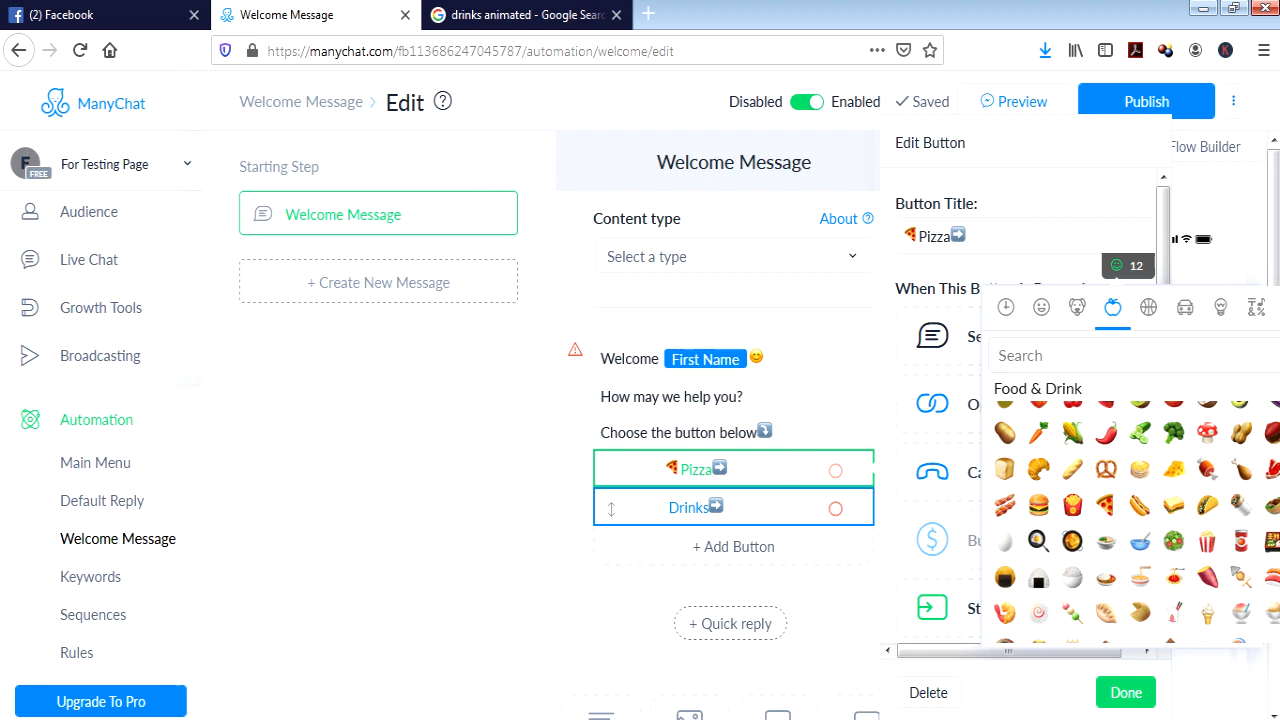 (2) Facebook
Welcome Message
drinks animated - Google Searc
https://manychat.com/fb113686247045787/automation/welcome/edit
ManyChat
Welcome Message
Edit
Disabled
Enabled
Saved
Preview
Publish
F
FREE
For Testing Page
Audience
Live Chat
Growth Tools
Broadcasting
Automation
Main Menu
Default Reply
Welcome Message
Keywords
Sequences
Rules
Upgrade To Pro
Starting Step
Welcome Message
+ Create New Message
Welcome Message
Content type
About
Select a type
Welcome First Name 😊
How may we help you?
Choose the button below⤵️
🍕Pizza➡️
Drinks➡️
+ Add Button
+ Quick reply
Edit Button
Flow Builder
Button Title:
🍕Pizza➡️
12
Search
Food & Drink
Delete
Done